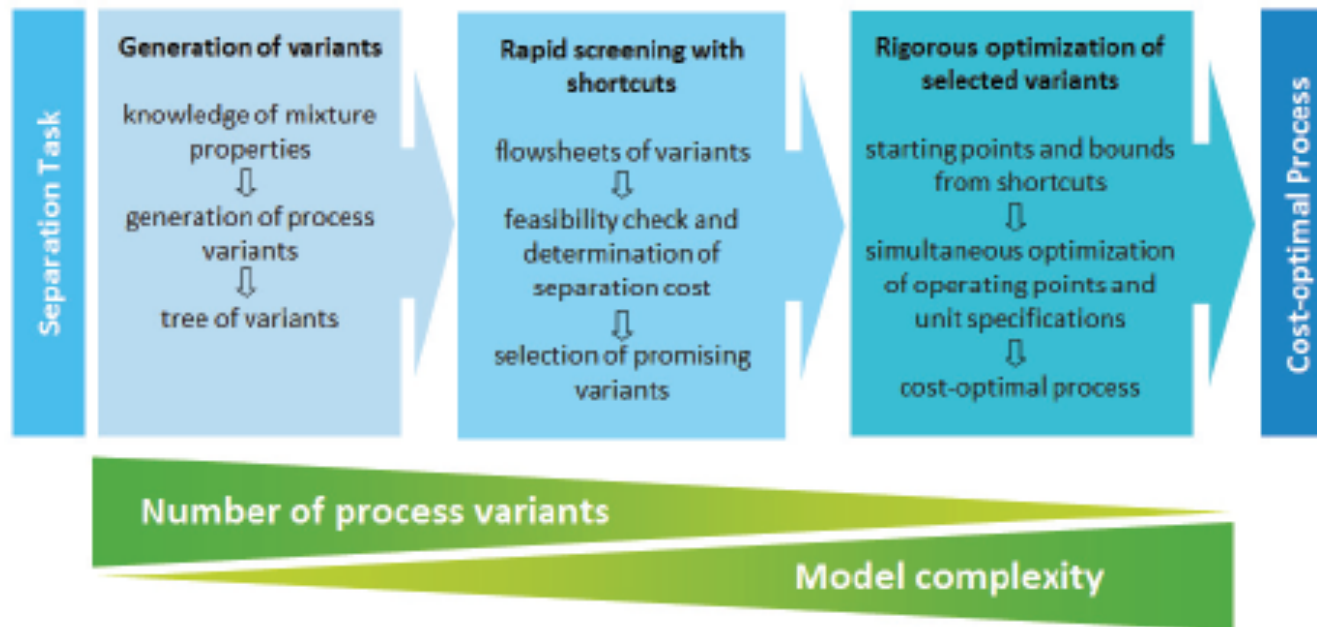 Separation Task
Generation of variants
knowledge of mixture
properties
generation of process
variants
tree of variants
Rapid screening with
shortcuts
flowsheets of variants
feasibility check and
determination of
separation cost
selection of promising
variants
Rigorous optimization of
selected variants
starting points and bounds
from shortcuts
simultaneous optimization
of operating points and
unit specifications
cost-optimal process
Cost-optimal Process
Number of process variants
Model complexity